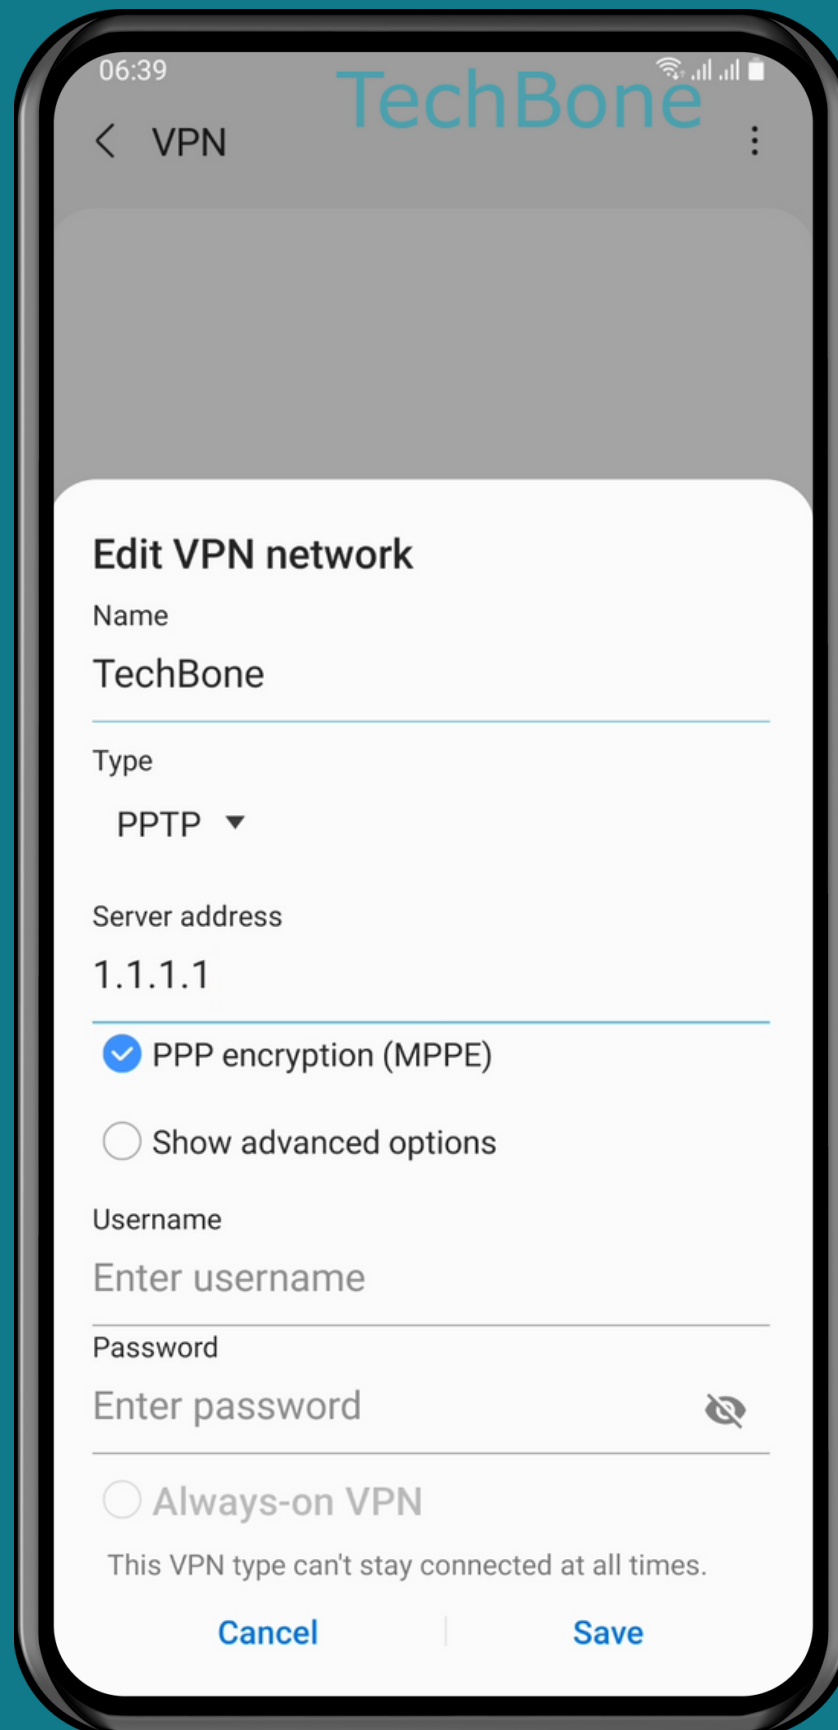 06:39
TechBone
VPN
Edit VPN network
Name
TechBone
Type
PPTP
Server address
1.1.1.1
PPP encryption (MPPE)
Show advanced options
Username
Enter username
Password
Enter password
Always-on VPN
This VPN type can't stay connected at all times.
Cancel
Save